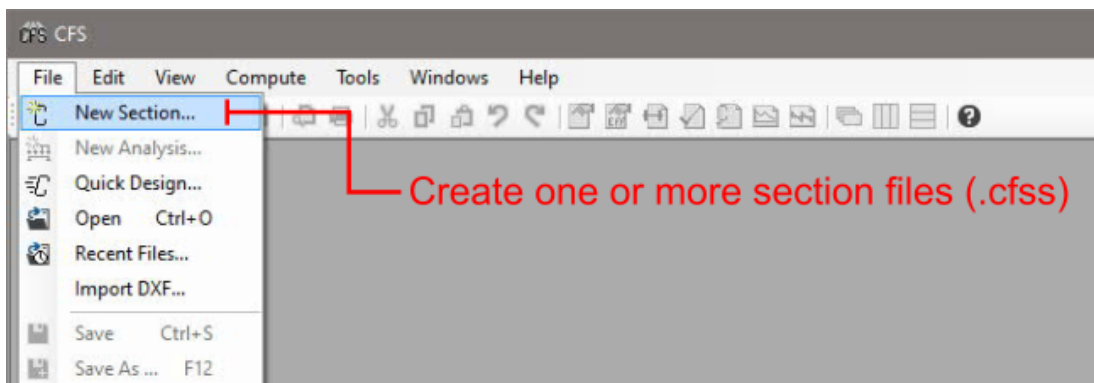 CFS
File Edit View Compute Tools Windows Help
New Section...
New Analysis...
Quick Design...
Create one or more section files (.cfss)
Open Ctrl+O
Recent Files...
Import DXF...
Save Ctrl+S
Save As ... F12